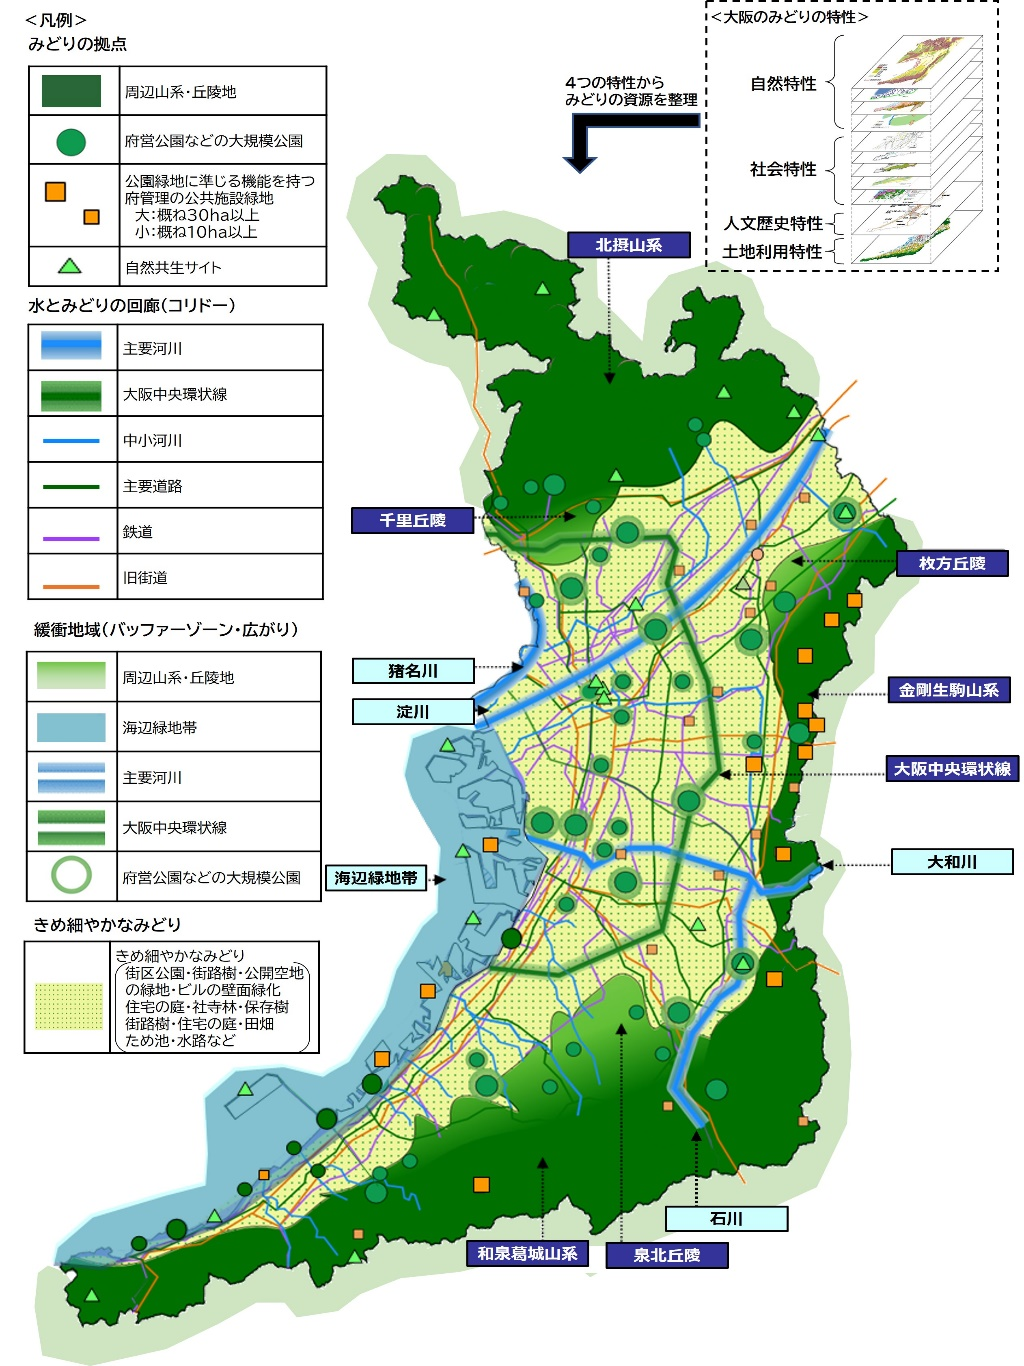 ＜凡例＞
みどりの拠点
周辺山系・丘陵地
府営公園などの大規模公園
公園緑地に準じる機能を持つ
府管理の公共施設緑地
大：概ね30ha以上
小：概ね10ha以上
自然共生サイト
水とみどりの回廊（コリドー）
主要河川
大阪中央環状線
中小河川
主要道路
鉄道
旧街道
緩衝地域（バッファーゾーン・広がり）
周辺山系・丘陵地
海辺緑地帯
主要河川
大阪中央環状線
府営公園などの大規模公園
きめ細やかなみどり
きめ細やかなみどり
街区公園・街路樹・公開空地
の緑地・ビルの壁面緑化
住宅の庭・社寺林・保存樹
街路樹・住宅の庭・田畑
ため池・水路など
＜大阪のみどりの特性＞
自然特性
社会特性
人文歴史特性
土地利用特性
4つの特性から
みどりの資源を整理
北摂山系
千里丘陵
枚方丘陵
猪名川
淀川
金剛生駒山系
大阪中央環状線
大和川
海辺緑地帯
石川
和泉葛城山系
泉北丘陵